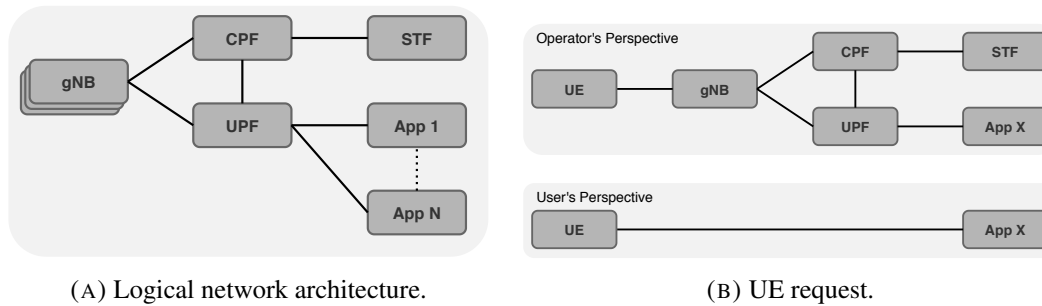 CPF
STF
gNB
UPF
App 1
App N
(A) Logical network architecture.
Operator's Perspective
CPF
STF
UE
gNB
UPF
App X
User's Perspective
UE
App X
(B) UE request.